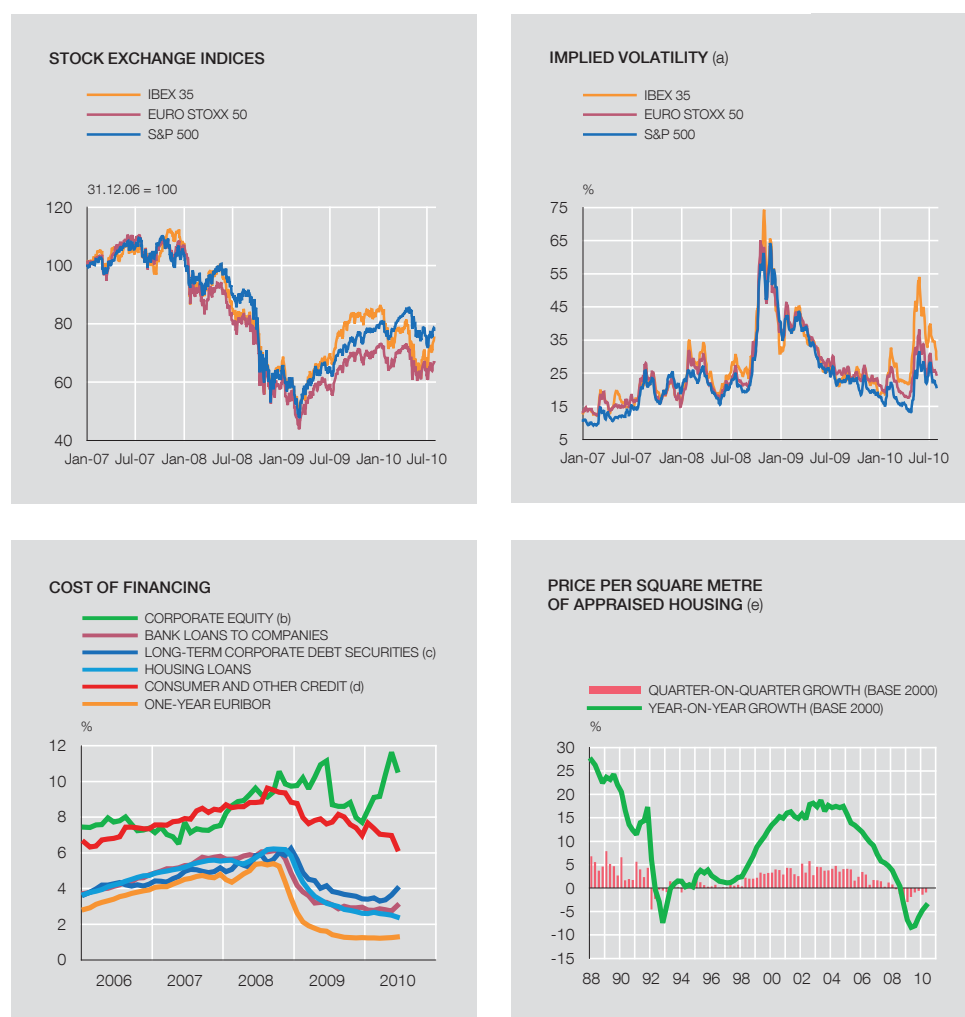 STOCK EXCHANGE INDICES
IBEX 35
EURO STOXX 50
S&P 500
31.12.06 = 100
120
100
80
60
40
Jan-07 Jul-07 Jan-08 Jul-08 Jan-09 Jul-09 Jan-10 Jul-10
IMPLIED VOLATILITY (a)
IBEX 35
EURO STOXX 50
S&P 500
%
75
65
55
45
35
25
15
5
Jan-07 Jul-07 Jan-08 Jul-08 Jan-09 Jul-09 Jan-10 Jul-10
COST OF FINANCING
CORPORATE EQUITY (b)
BANK LOANS TO COMPANIES
LONG-TERM CORPORATE DEBT SECURITIES (c)
HOUSING LOANS
CONSUMER AND OTHER CREDIT (d)
ONE-YEAR EURIBOR
%
12
10
8
6
4
2
0
2006 2007 2008 2009 2010
PRICE PER SQUARE METRE
OF APPRAISED HOUSING (e)
QUARTER-ON-QUARTER GROWTH (BASE 2000)
YEAR-ON-YEAR GROWTH (BASE 2000)
%
30
25
20
15
10
5
0
-5
-10
-15
88 90 92 94 96 98 00 02 04 06 08 10